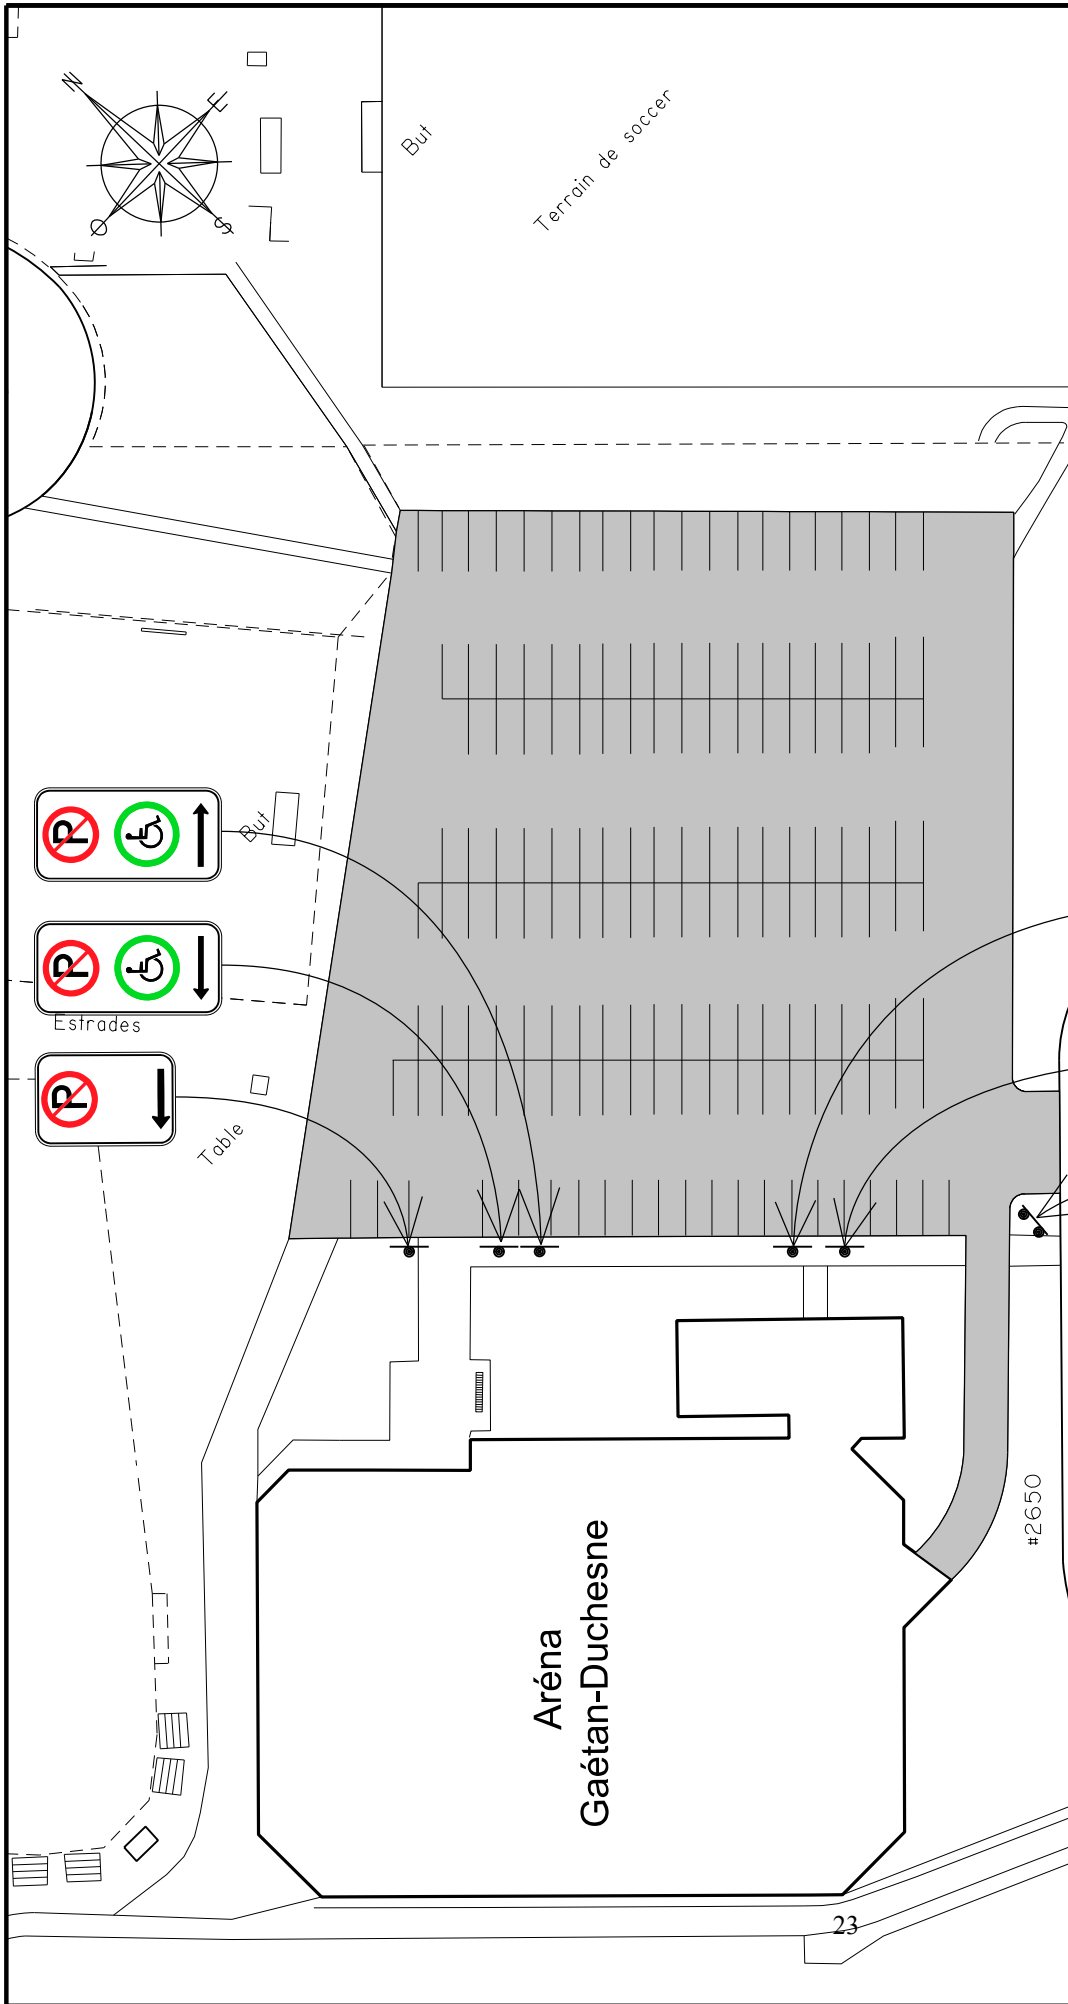 N
E
O
S
But
Terrain de soccer
P
But
P
Estrades
P
Table
#2650
Aréna
Gaétan-Duchesne
23